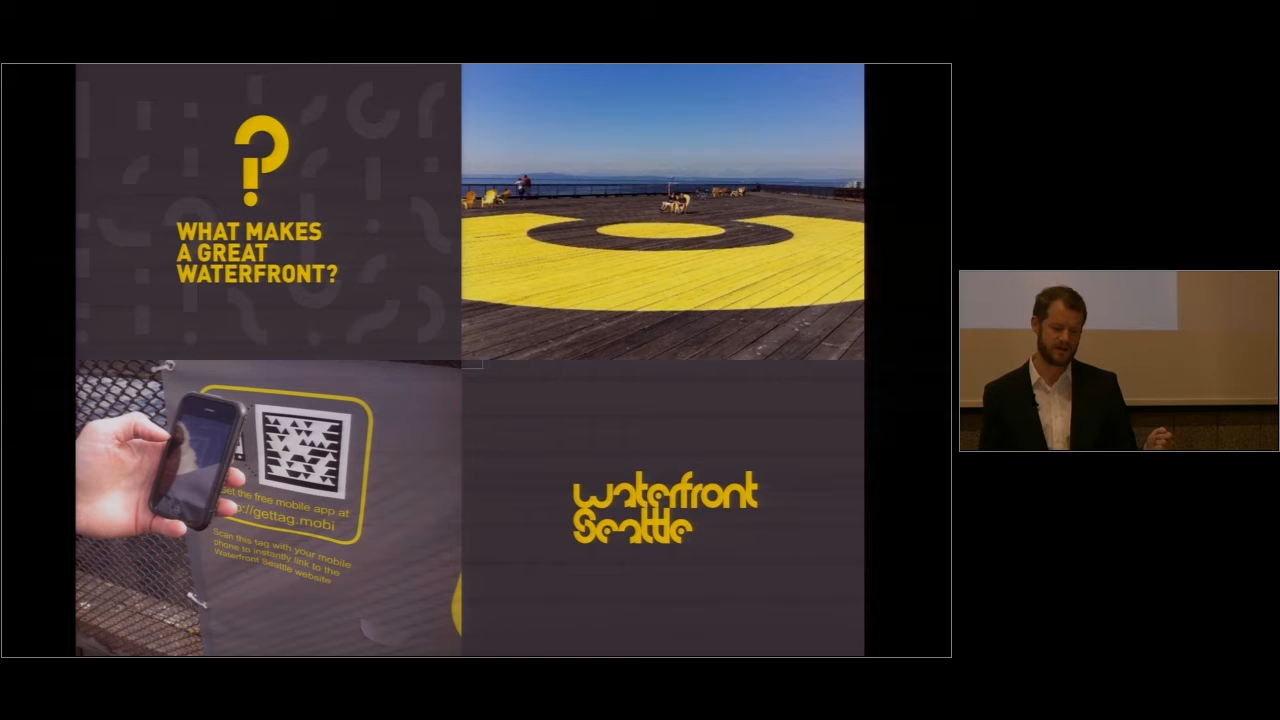 ?
WHAT MAKES
A GREAT
WATERFRONT?
get the free mobile app at
p://gettag.mobi
Scan this tag with your mobile
phone to instantly link to the
Waterfront Seattle website
waterfront
Seattle